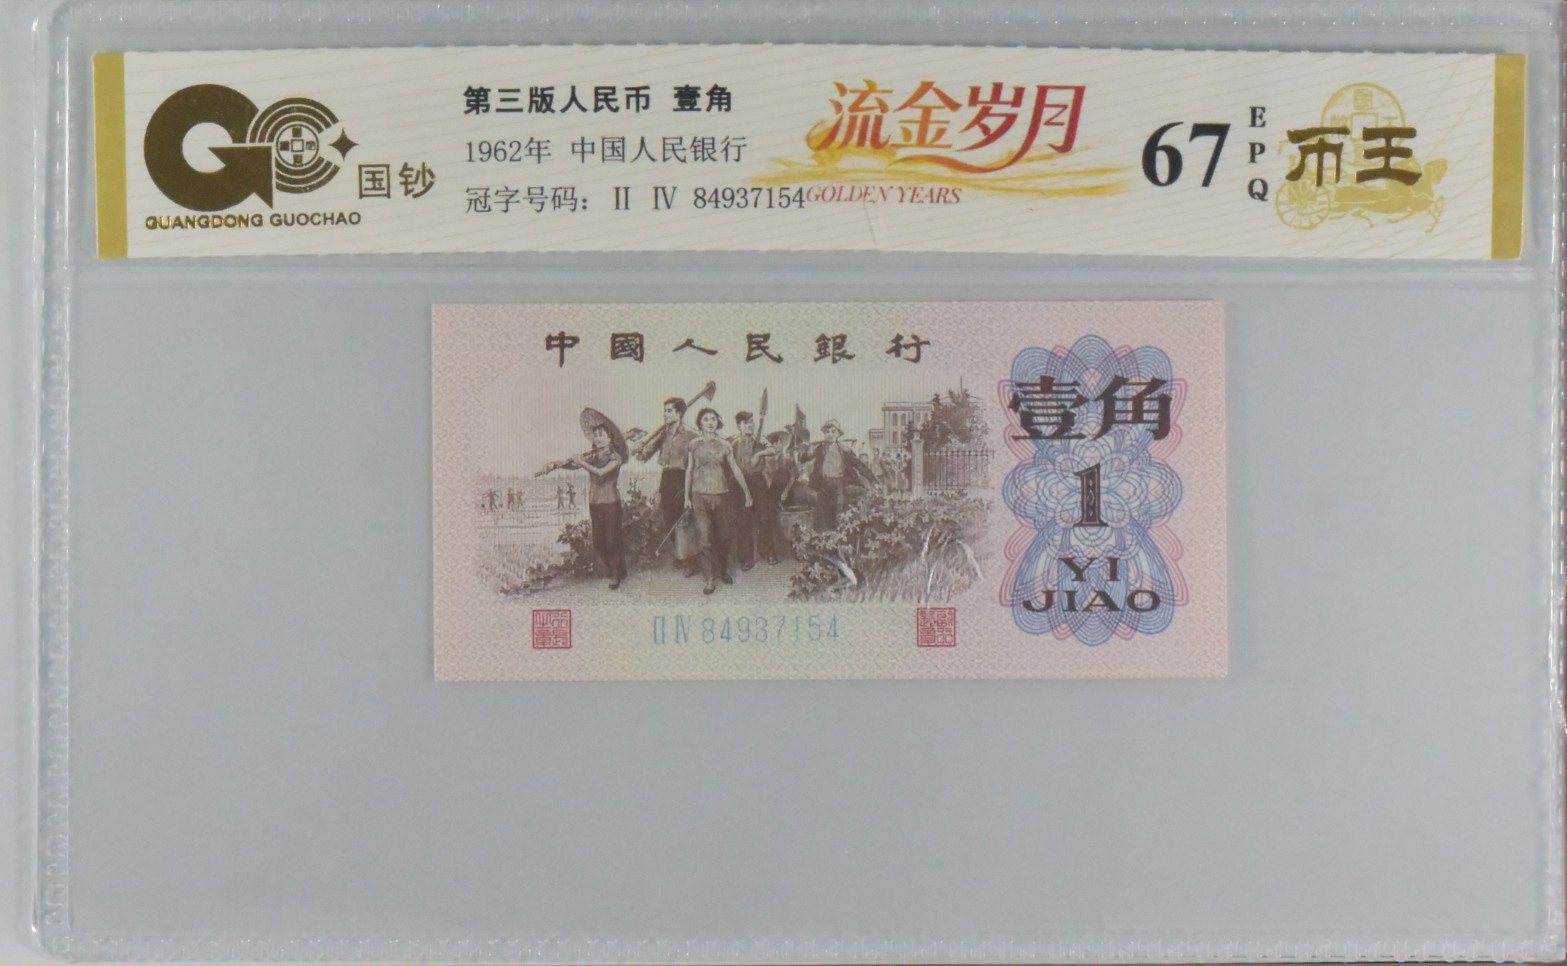 国钞
GUANGDONG GUOCHAO
第三版人民币 壹角
1962年 中国人民银行
冠字号码： Ⅱ Ⅳ 84937154
流金岁月
GOLDEN YEARS
67
EPQ
币王
中國人民銀行
壹角
1
YI
JIAO
ⅡⅣ 84937154